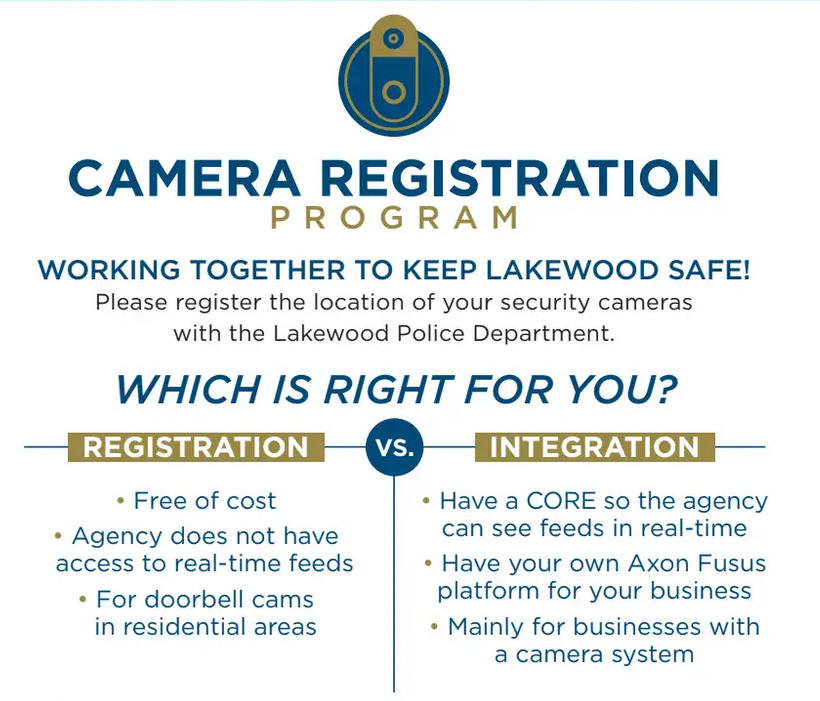 CAMERA REGISTRATION
PROGRAM
WORKING TOGETHER TO KEEP LAKEWOOD SAFE!
Please register the location of your security cameras
with the Lakewood Police Department.
WHICH IS RIGHT FOR YOU?
REGISTRATION
VS.
INTEGRATION
• Free of cost
• Agency does not have
access to real-time feeds
• For doorbell cams
in residential areas
• Have a CORE so the agency
can see feeds in real-time
• Have your own Axon Fusus
platform for your business
• Mainly for businesses with
a camera system